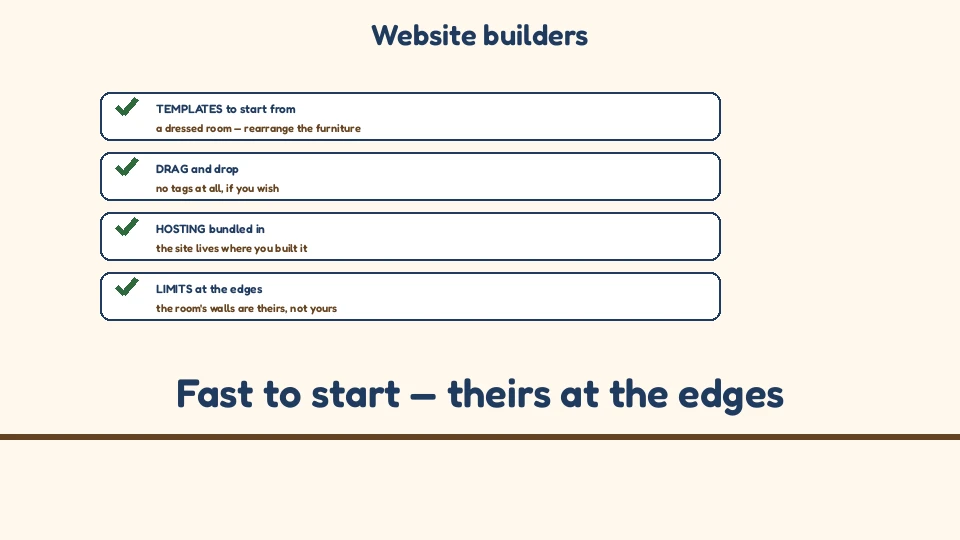 Website builders
TEMPLATES to start from
a dressed room — rearrange the furniture
DRAG and drop
no tags at all, if you wish
HOSTING bundled in
the site lives where you built it
LIMITS at the edges
the room's walls are theirs, not yours
Fast to start — theirs at the edges